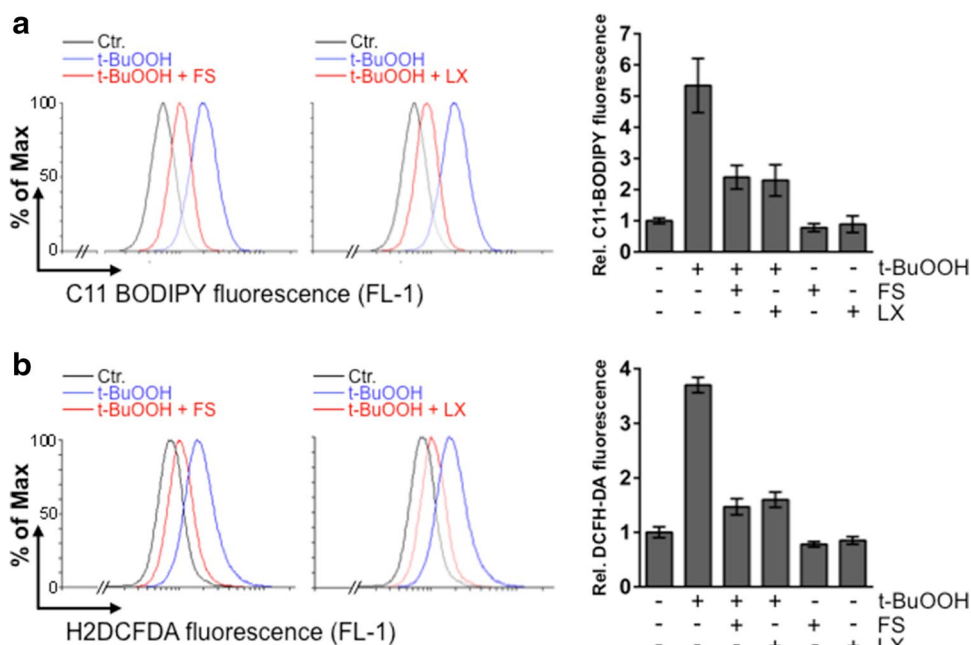 a
Ctr.
t-BuOOH
t-BuOOH + FS
Ctr.
t-BuOOH
t-BuOOH + LX
% of Max
100
50
0
C11 BODIPY fluorescence (FL-1)
Rel. C11-BODIPY fluorescence
7
6
5
4
3
2
1
0
- + + + - - t-BuOOH
- - + - + - FS
- - - + - + LX
b
Ctr.
t-BuOOH
t-BuOOH + FS
Ctr.
t-BuOOH
t-BuOOH + LX
% of Max
100
50
0
H2DCFDA fluorescence (FL-1)
Rel. DCFH-DA fluorescence
4
3
2
1
0
- + + + - - t-BuOOH
- - + - + - FS
- - - + - + LX